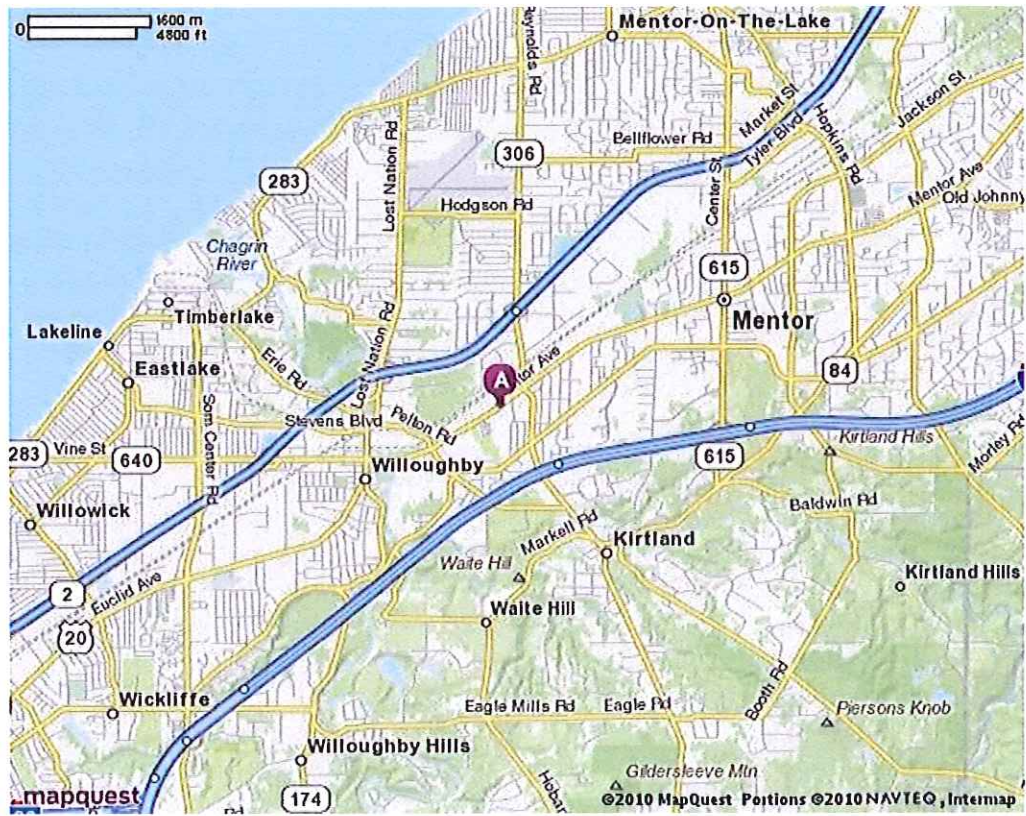 0
1600 m
4800 ft
Mentor-On-The-Lake
Reynolds Rd
Market St
Jackson St
Hopkins Rd
Tyler Blvd
Bellflower Rd
306
Lost Nation Rd
283
Center St
Mentor Ave
Old Johnny
Hodgson Rd
Chagrin
River
615
Timberlake
Mentor
Lakeline
Lost Nation Rd
Erie Rd
Eastlake
A
84
Som Center Rd
Stevens Blvd
Pelton Rd
Kirtland Hills
283
Vine St
640
615
Morley Rd
Willoughby
Baldwin Rd
Willowick
Markell Rd
Kirtland
Waite Hill
Kirtland Hills
2
Euclid Ave
Waite Hill
20
Booth Rd
Wickliffe
Eagle Mills Rd
Eagle Rd
Piersons Knob
Willoughby Hills
Gildersleeve Mtn
mapquest
174
Rd
©2010 MapQuest Portions ©2010 NAVTEQ, Intermap